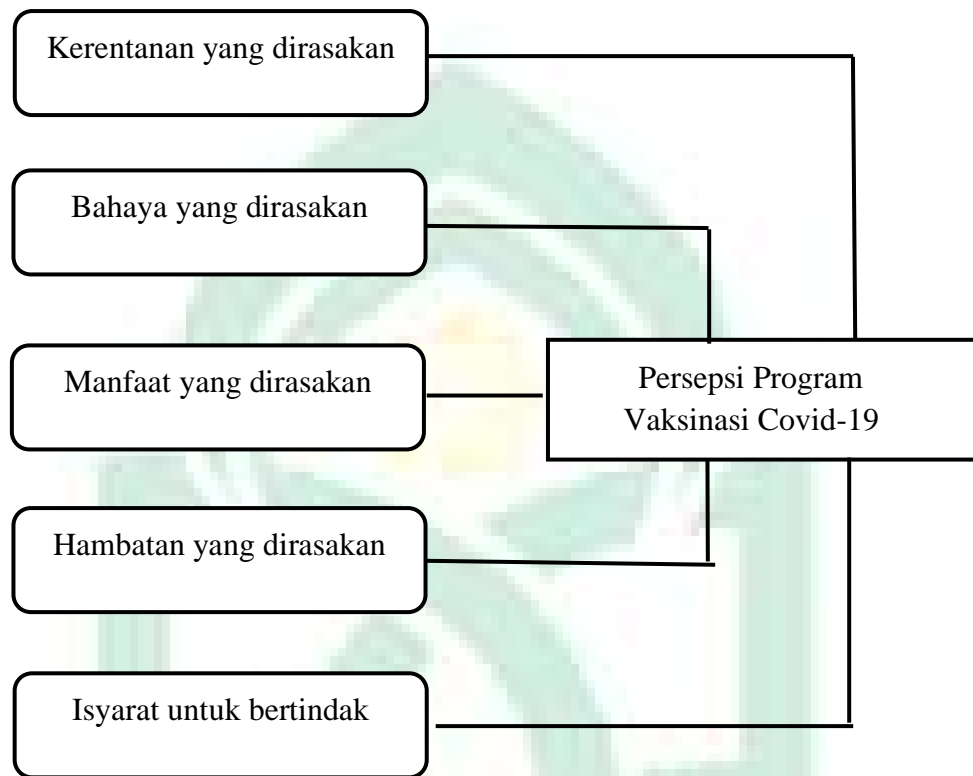 Kerentanan yang dirasakan
Bahaya yang dirasakan
Manfaat yang dirasakan
Persepsi Program
Vaksinasi Covid-19
Hambatan yang dirasakan
Isyarat untuk bertindak